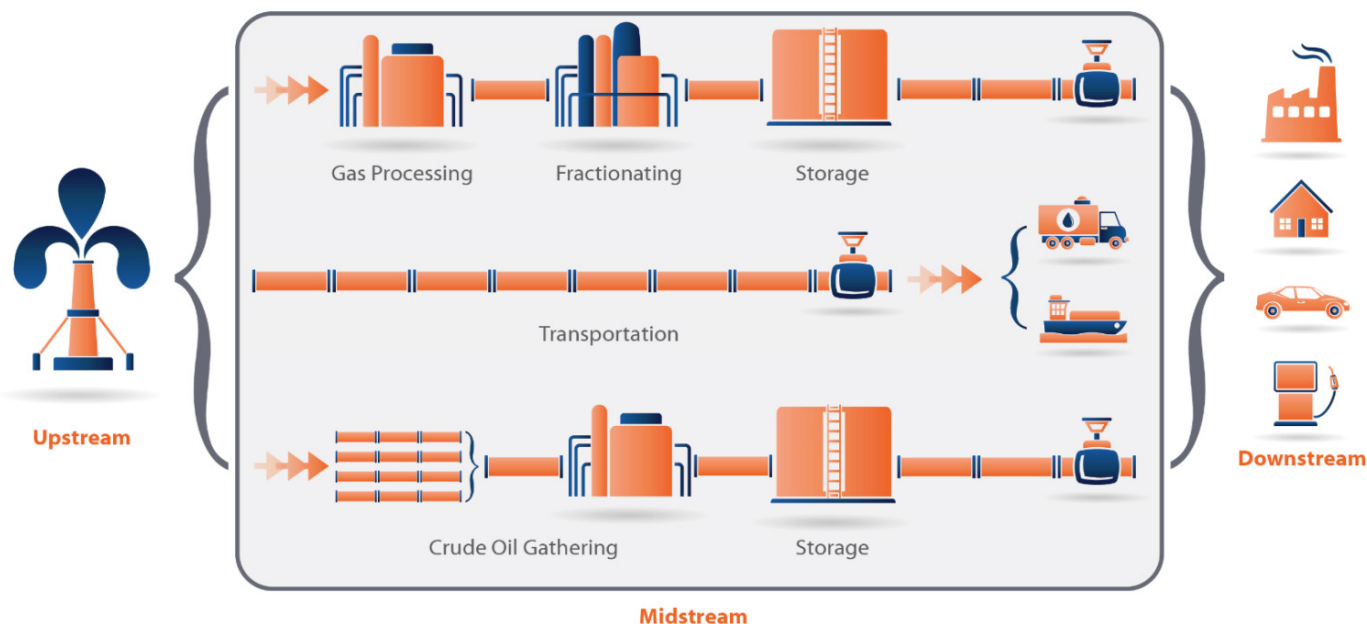 Gas Processing
Fractionating
Storage
Transportation
Upstream
Downstream
Crude Oil Gathering
Storage
Midstream